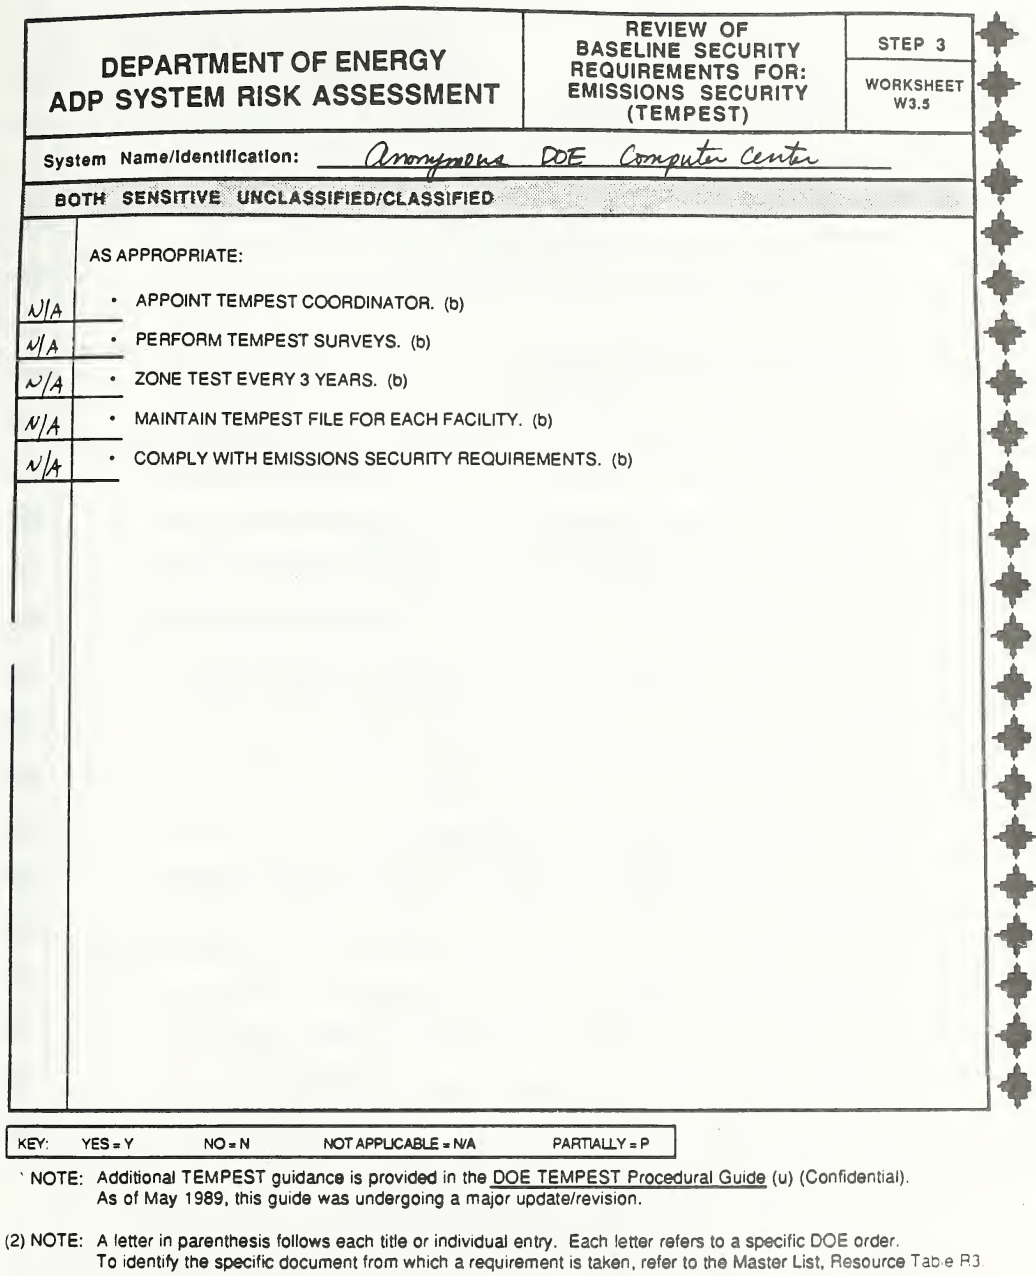 DEPARTMENT OF ENERGY
ADP SYSTEM RISK ASSESSMENT
REVIEW OF
BASELINE SECURITY
REQUIREMENTS FOR:
EMISSIONS SECURITY
(TEMPEST)
STEP 3
WORKSHEET
W3.5
System Name/Identification: Anonymous DOE Computer Center
BOTH SENSITIVE UNCLASSIFIED/CLASSIFIED
AS APPROPRIATE:
N/A • APPOINT TEMPEST COORDINATOR. (b)
N/A • PERFORM TEMPEST SURVEYS. (b)
N/A • ZONE TEST EVERY 3 YEARS. (b)
N/A • MAINTAIN TEMPEST FILE FOR EACH FACILITY. (b)
N/A • COMPLY WITH EMISSIONS SECURITY REQUIREMENTS. (b)
KEY: YES = Y NO = N NOT APPLICABLE = N/A PARTIALLY = P
NOTE: Additional TEMPEST guidance is provided in the DOE TEMPEST Procedural Guide (u) (Confidential).
As of May 1989, this guide was undergoing a major update/revision.
(2) NOTE: A letter in parenthesis follows each title or individual entry. Each letter refers to a specific DOE order.
To identify the specific document from which a requirement is taken, refer to the Master List, Resource Table R3.